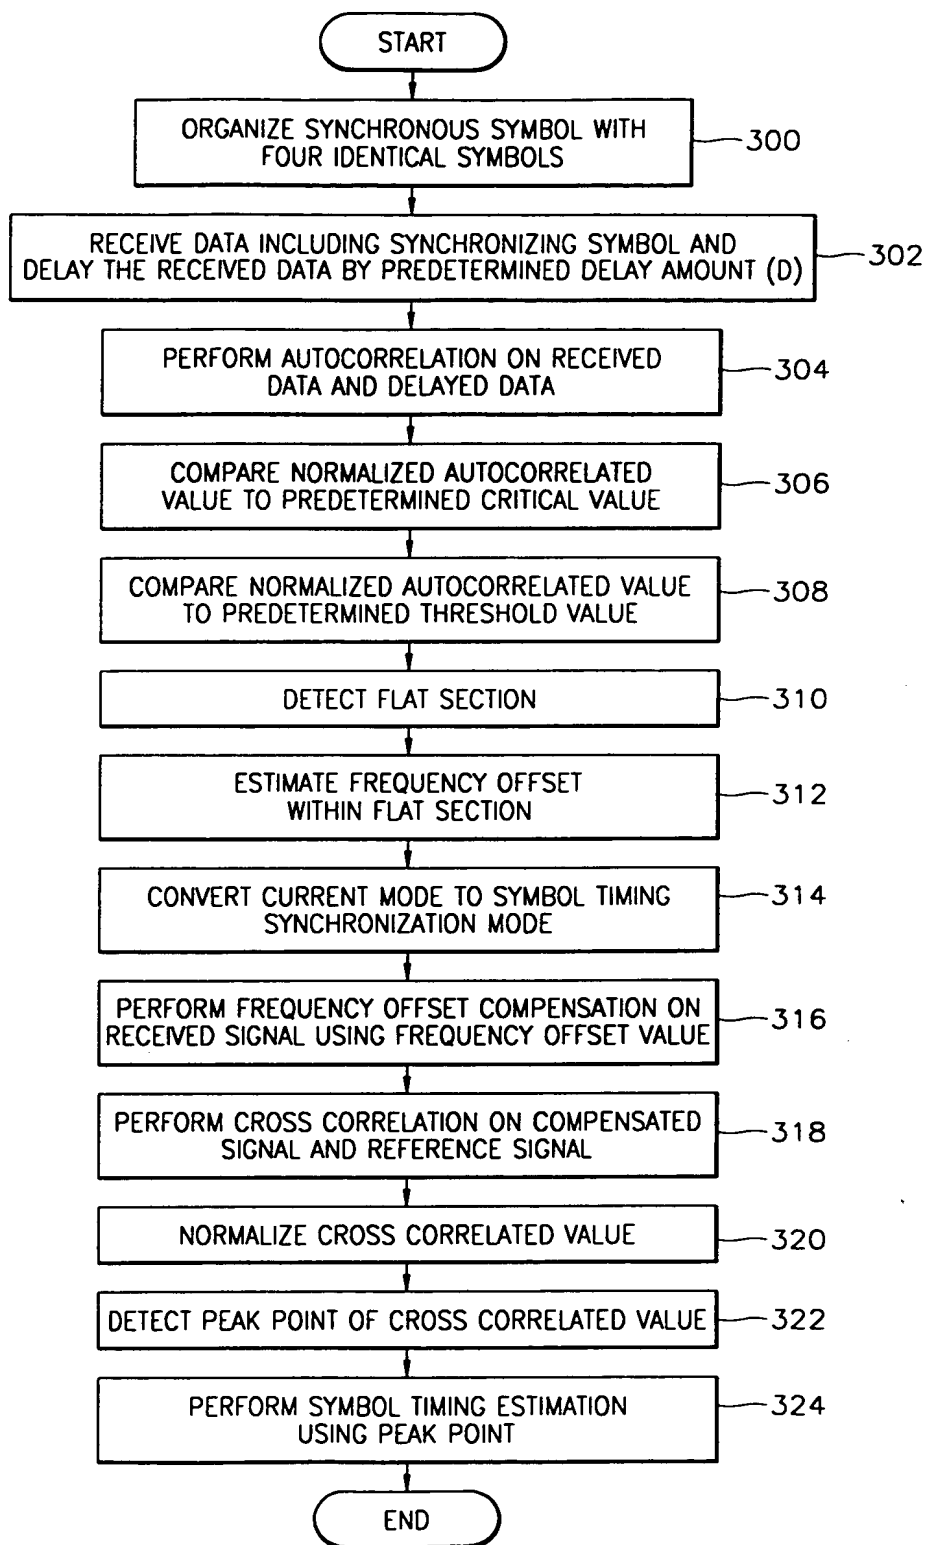 START
ORGANIZE SYNCHRONOUS SYMBOL WITH
FOUR IDENTICAL SYMBOLS
300
RECEIVE DATA INCLUDING SYNCHRONIZING SYMBOL AND
DELAY THE RECEIVED DATA BY PREDETERMINED DELAY AMOUNT (D)
302
PERFORM AUTOCORRELATION ON RECEIVED
DATA AND DELAYED DATA
304
COMPARE NORMALIZED AUTOCORRELATED
VALUE TO PREDETERMINED CRITICAL VALUE
306
COMPARE NORMALIZED AUTOCORRELATED VALUE
TO PREDETERMINED THRESHOLD VALUE
308
DETECT FLAT SECTION
310
ESTIMATE FREQUENCY OFFSET
WITHIN FLAT SECTION
312
CONVERT CURRENT MODE TO SYMBOL TIMING
SYNCHRONIZATION MODE
314
PERFORM FREQUENCY OFFSET COMPENSATION ON
RECEIVED SIGNAL USING FREQUENCY OFFSET VALUE
316
PERFORM CROSS CORRELATION ON COMPENSATED
SIGNAL AND REFERENCE SIGNAL
318
NORMALIZE CROSS CORRELATED VALUE
320
DETECT PEAK POINT OF CROSS CORRELATED VALUE
322
PERFORM SYMBOL TIMING ESTIMATION
USING PEAK POINT
324
END